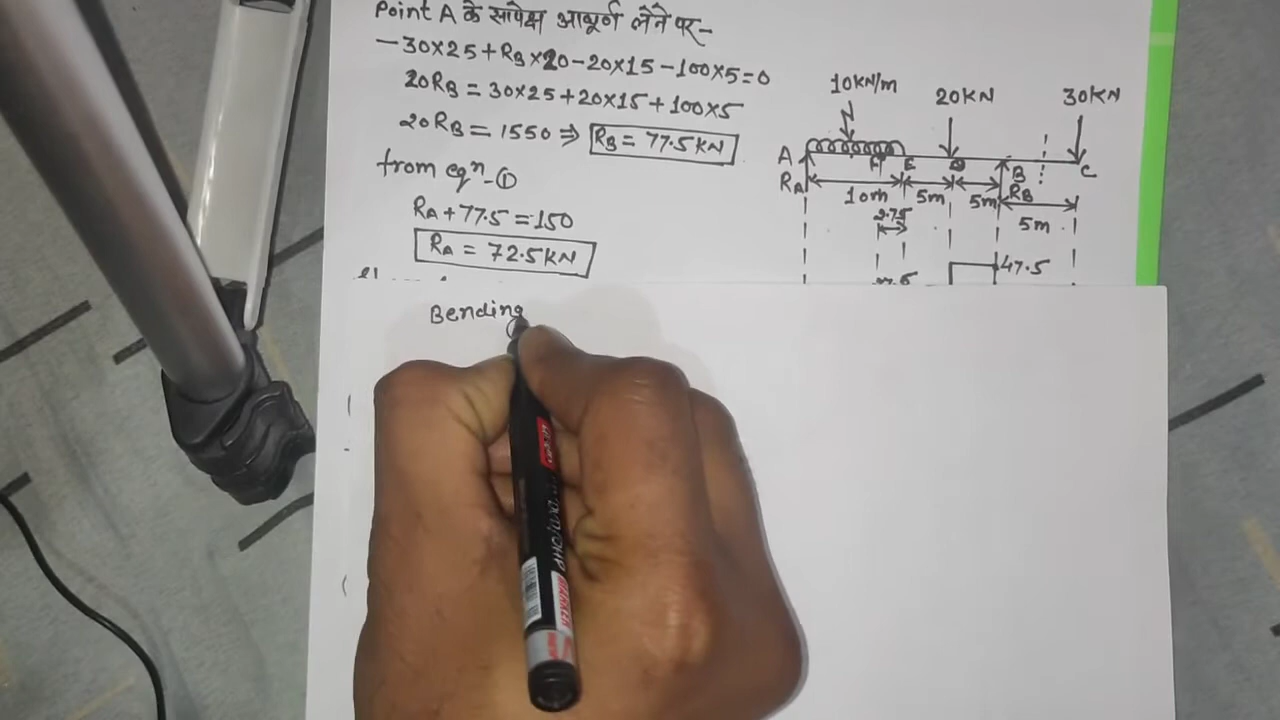 Point A के सापेक्ष आघूर्ण लेने पर-
-30×25+RB×20-20×15-100×5=0
20RB = 30×25+20×15+100×5
20RB = 1550 ⇒ RB = 77.5KN
from eqⁿ-①
RA+77.5=150
RA = 72.5KN
Bending
10KN/m
20KN
30KN
A
E
D
B
C
RA
10m
5m
5m
RB
5m
2.75
47.5